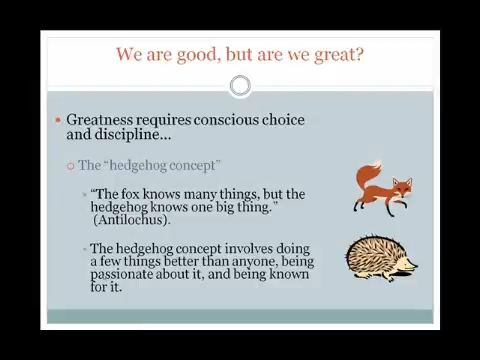 We are good, but are we great?
Greatness requires conscious choice
and discipline...
The "hedgehog concept"
"The fox knows many things, but the
hedgehog knows one big thing."
(Antilochus).
The hedgehog concept involves doing
a few things better than anyone, being
passionate about it, and being known
for it.